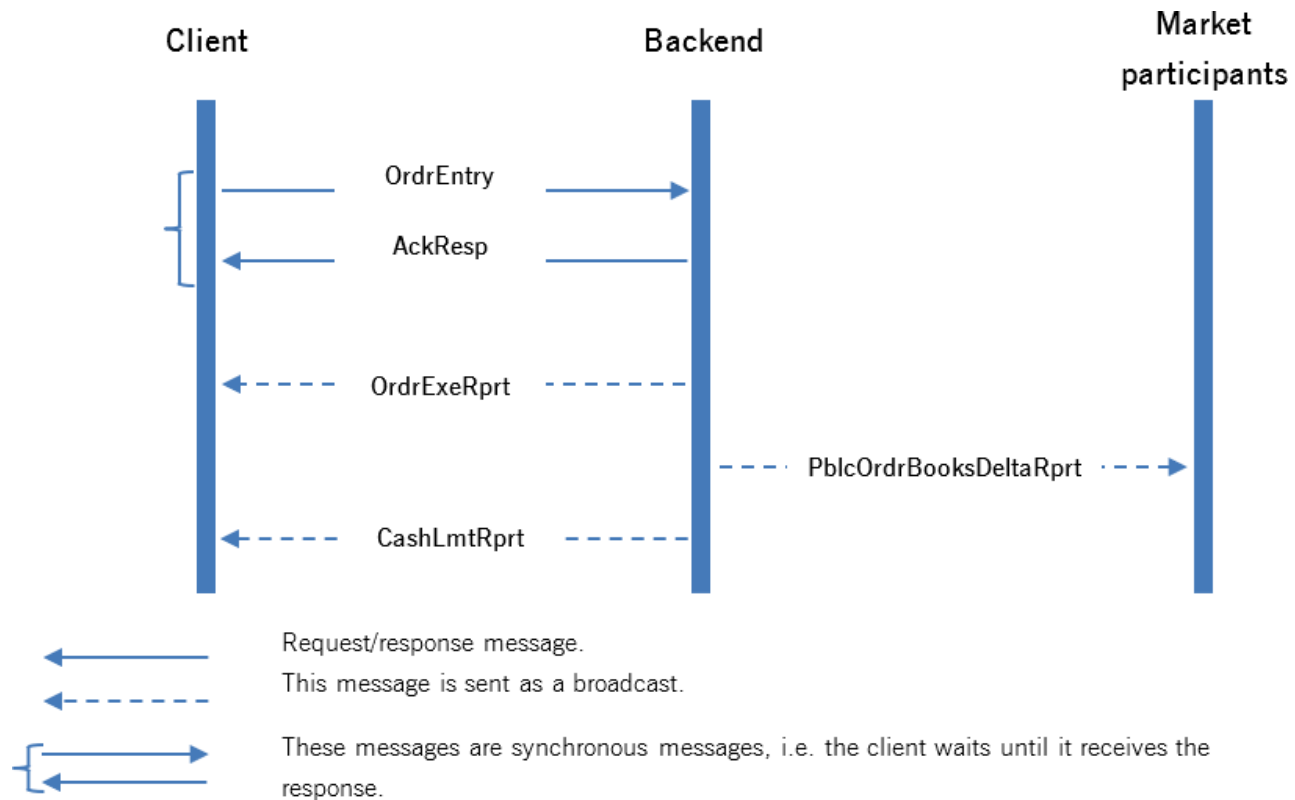 Client
Backend
Market
participants
OrdrEntry
AckResp
OrdrExeRprt
PblcOrdrBooksDeltaRprt
CashLmtRprt
Request/response message.
This message is sent as a broadcast.
These messages are synchronous messages, i.e. the client waits until it receives the
response.